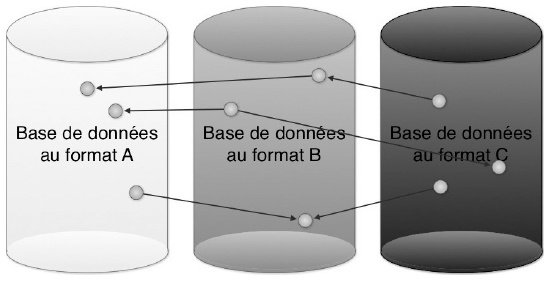 Base de données
au format A
Base de données
au format B
Base de données
au format C